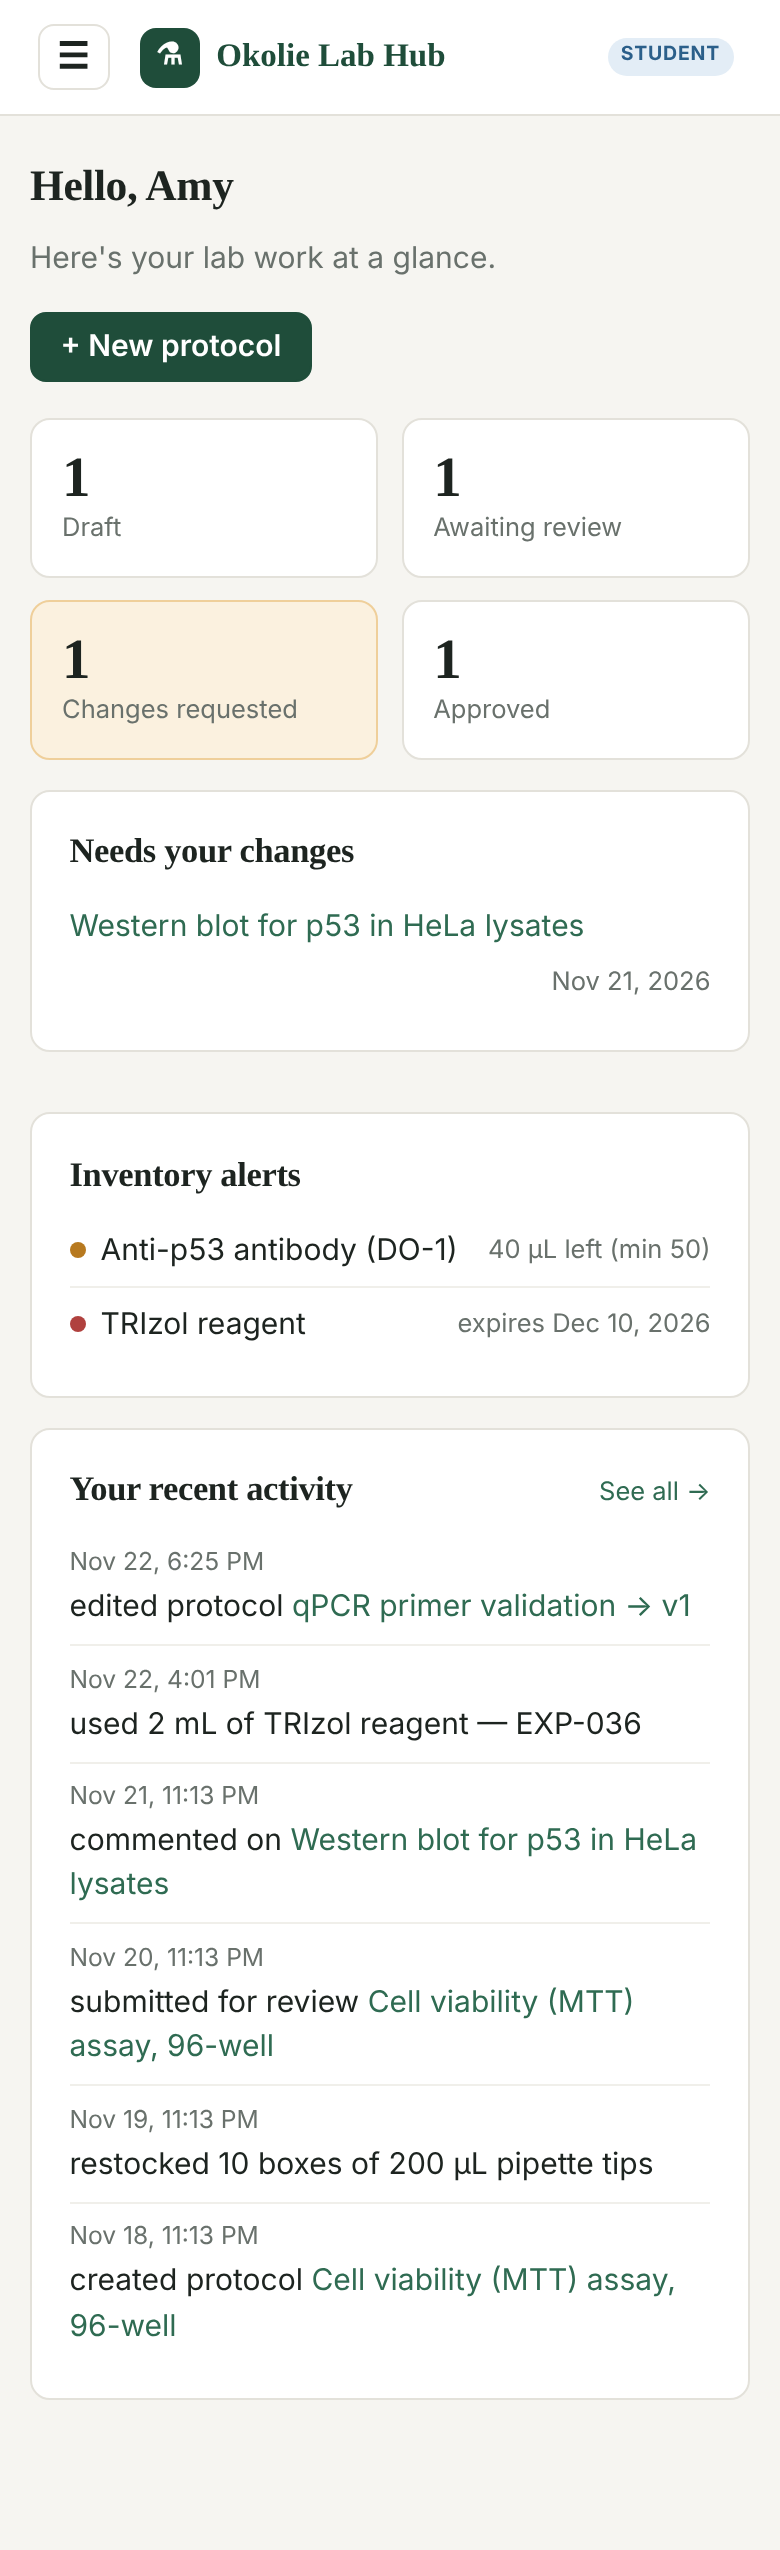 ☰ Okolie Lab Hub STUDENT
Hello, Amy
Here's your lab work at a glance.
+ New protocol
1
Draft
1
Awaiting review
1
Changes requested
1
Approved
Needs your changes
Western blot for p53 in HeLa lysates
Nov 21, 2026
Inventory alerts
Anti-p53 antibody (DO-1) 40 µL left (min 50)
TRIzol reagent expires Dec 10, 2026
Your recent activity See all →
Nov 22, 6:25 PM
edited protocol qPCR primer validation → v1
Nov 22, 4:01 PM
used 2 mL of TRIzol reagent — EXP-036
Nov 21, 11:13 PM
commented on Western blot for p53 in HeLa
lysates
Nov 20, 11:13 PM
submitted for review Cell viability (MTT)
assay, 96-well
Nov 19, 11:13 PM
restocked 10 boxes of 200 µL pipette tips
Nov 18, 11:13 PM
created protocol Cell viability (MTT) assay,
96-well